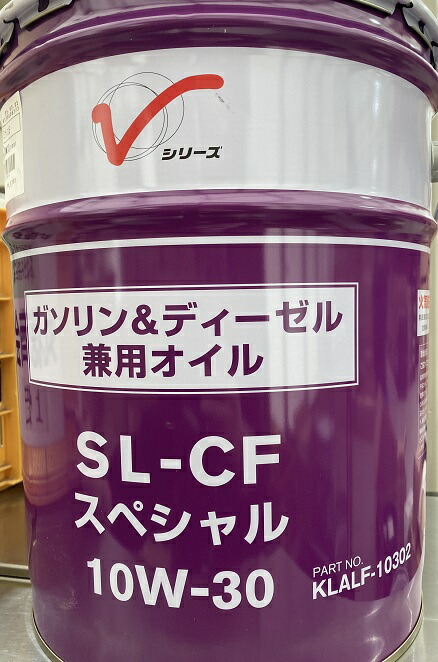 V
シリーズ
ガソリン&ディーゼル
兼用オイル
SL-CF
スペシャル
10W-30
PART NO.
KLALF-10302